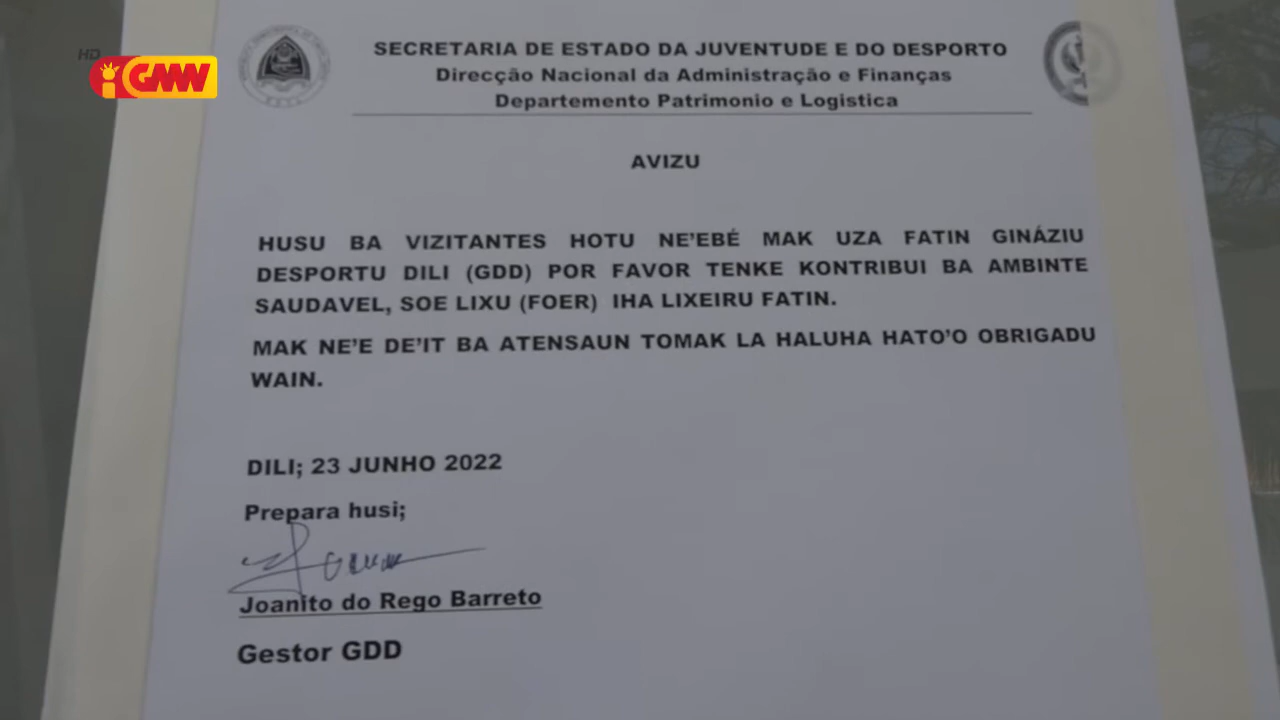 HD
GMW
SECRETARIA DE ESTADO DA JUVENTUDE E DO DESPORTO
Direcção Nacional da Administração e Finanças
Departemento Patrimonio e Logistica
AVIZU
HUSU BA VIZITANTES HOTU NE'EBÉ MAK UZA FATIN GINÁZIU
DESPORTU DILI (GDD) POR FAVOR TENKE KONTRIBUI BA AMBINTE
SAUDAVEL, SOE LIXU (FOER) IHA LIXEIRU FATIN.
MAK NE'E DE'IT BA ATENSAUN TOMAK LA HALUHA HATO'O OBRIGADU
WAIN.
DILI; 23 JUNHO 2022
Prepara husi;
Joanito do Rego Barreto
Gestor GDD